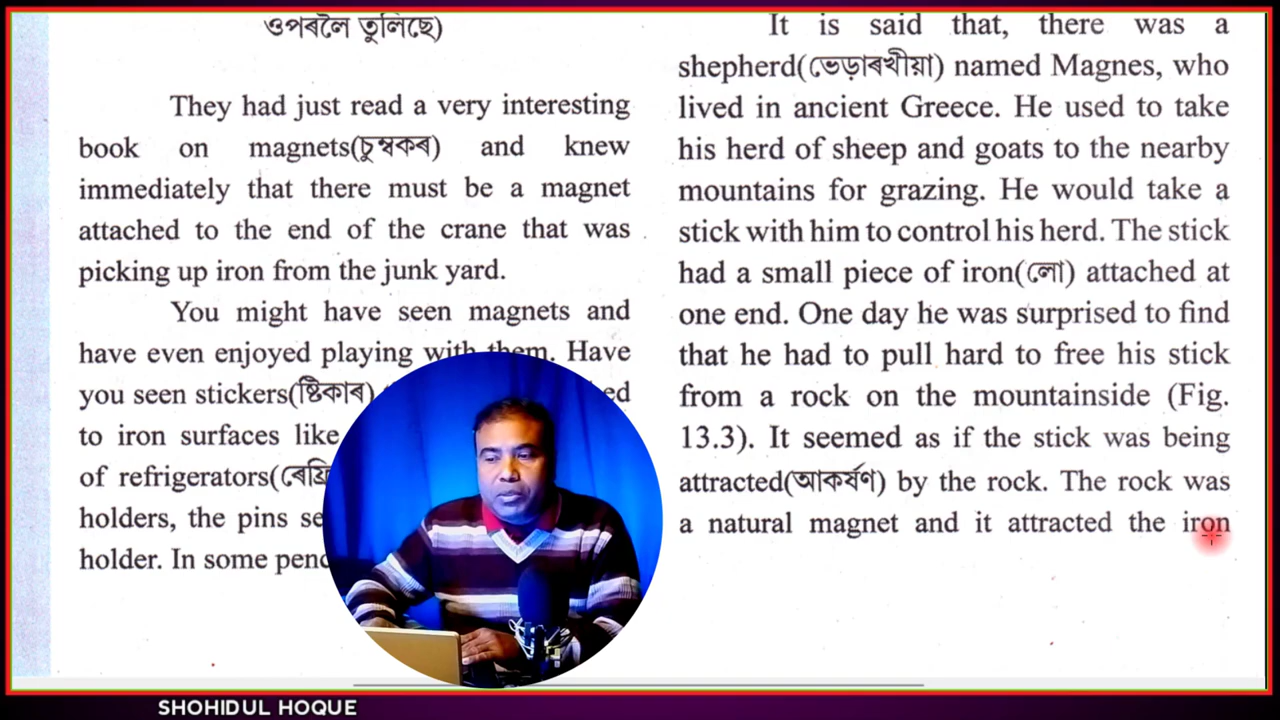 ওপৰলৈ তুলিছে)
They had just read a very interesting
book on magnets(চুম্বকৰ) and knew
immediately that there must be a magnet
attached to the end of the crane that was
picking up iron from the junk yard.
You might have seen magnets and
have even enjoyed playing with them. Have
you seen stickers(ষ্টিকাৰ)
to iron surfaces like
of refrigerators(
holders, the pins
holder. In some
It is said that, there was a
shepherd(ভেড়াৰখীয়া) named Magnes, who
lived in ancient Greece. He used to take
his herd of sheep and goats to the nearby
mountains for grazing. He would take a
stick with him to control his herd. The stick
had a small piece of iron(লো) attached at
one end. One day he was surprised to find
that he had to pull hard to free his stick
from a rock on the mountainside (Fig.
13.3). It seemed as if the stick was being
attracted(আকৰ্ষণ) by the rock. The rock was
a natural magnet and it attracted the iron
SHOHIDUL HOQUE